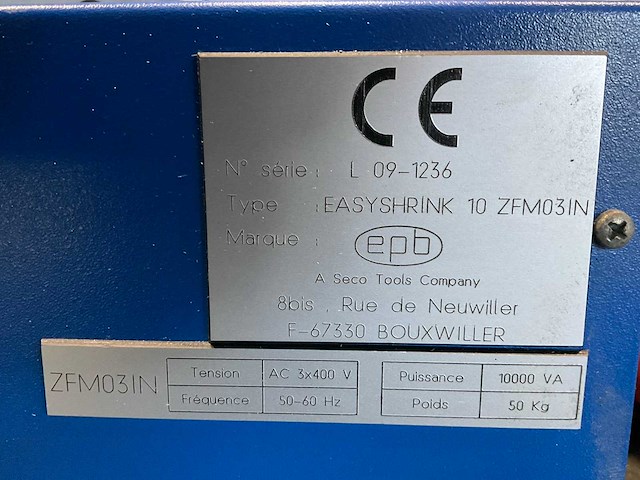 CE
N° série : L 09-1236
Type : EASYSHRINK 10 ZFM03IN
Marque : epb
A Seco Tools Company
8bis , Rue de Neuwiller
F-67330 BOUXWILLER
ZFM03IN
Tension AC 3x400 V Puissance 10000 VA
Fréquence 50-60 Hz Poids 50 Kg